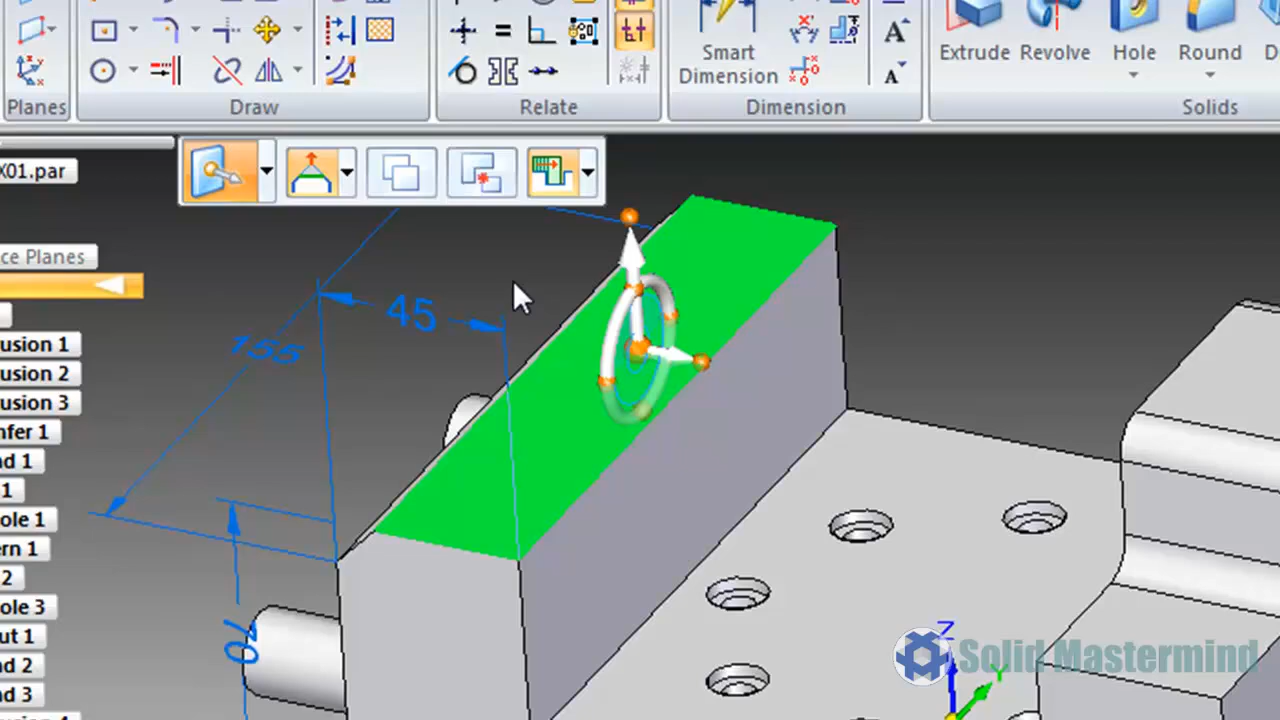 Smart
Dimension
Extrude
Revolve
Hole
Round
Planes
Draw
Relate
Dimension
Solids
X01.par
ce Planes
usion 1
usion 2
usion 3
nfer 1
nd 1
1
ole 1
ern 1
2
ole 3
ut 1
nd 2
nd 3
45
155
70
Z
Y
Solid Mastermind